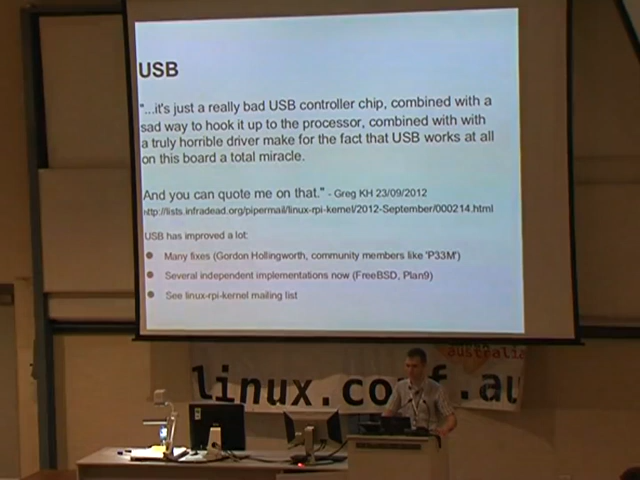 USB
"...it's just a really bad USB controller chip, combined with a
sad way to hook it up to the processor, combined with with
a truly horrible driver make for the fact that USB works at all
on this board a total miracle.
And you can quote me on that." - Greg KH 23/09/2012
http://lists.infradead.org/pipermail/linux-rpi-kernel/2012-September/000214.html
USB has improved a lot:
Many fixes (Gordon Hollingworth, community members like 'P33M')
Several independent implementations now (FreeBSD, Plan9)
See linux-rpi-kernel mailing list
australia
linux.co f.au